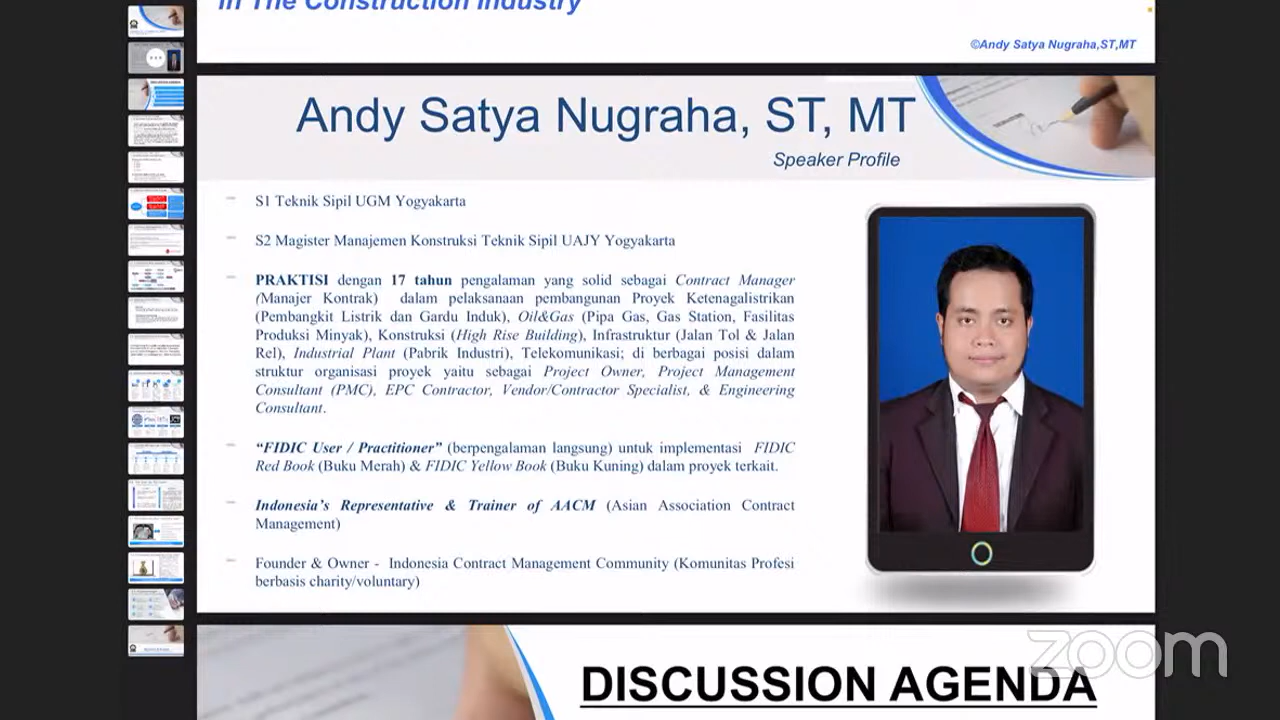 In The Construction Industry
©Andy Satya Nugraha,ST,MT
Andy Satya Nugraha, ST, MT
Speaker Profile
S1 Teknik Sipil UGM Yogyakarta
S2 Magister Manajemen Konstruksi Teknik Sipil UAJY Yogyakarta
PRAKTISI dengan 17 tahun pengalaman yang solid sebagai Contract Manager
(Manajer Kontrak) dalam pelaksanaan pembangunan Proyek Ketenagalistrikan
(Pembangkit Listrik dan Gardu Induk), Oil&Gas (Pipa Gas, Gas Station, Fasilitas
Produksi Minyak), Konstruksi (High Rise Building), Infrastruktur (Jalan Tol & Jalan
Rel), Process Plant / Pabrik Industri, Telekomunikasi; di berbagai posisi dalam
struktur organisasi proyek yaitu sebagai Project Owner, Project Management
Consultant (PMC), EPC Contractor, Vendor/Contractor Specialist, & Engineering
Consultant
“FIDIC User / Practitioner” (berpengalaman langsung) untuk implementasi FIDIC
Red Book (Buku Merah) & FIDIC Yellow Book (Buku Kuning) dalam proyek terkait.
Indonesia Representative & Trainer of AACM (Asian Association Contract
Management)
Founder & Owner - Indonesia Contract Management Community (Komunitas Profesi
berbasis charity/voluntary)
DISCUSSION AGENDA
zoom